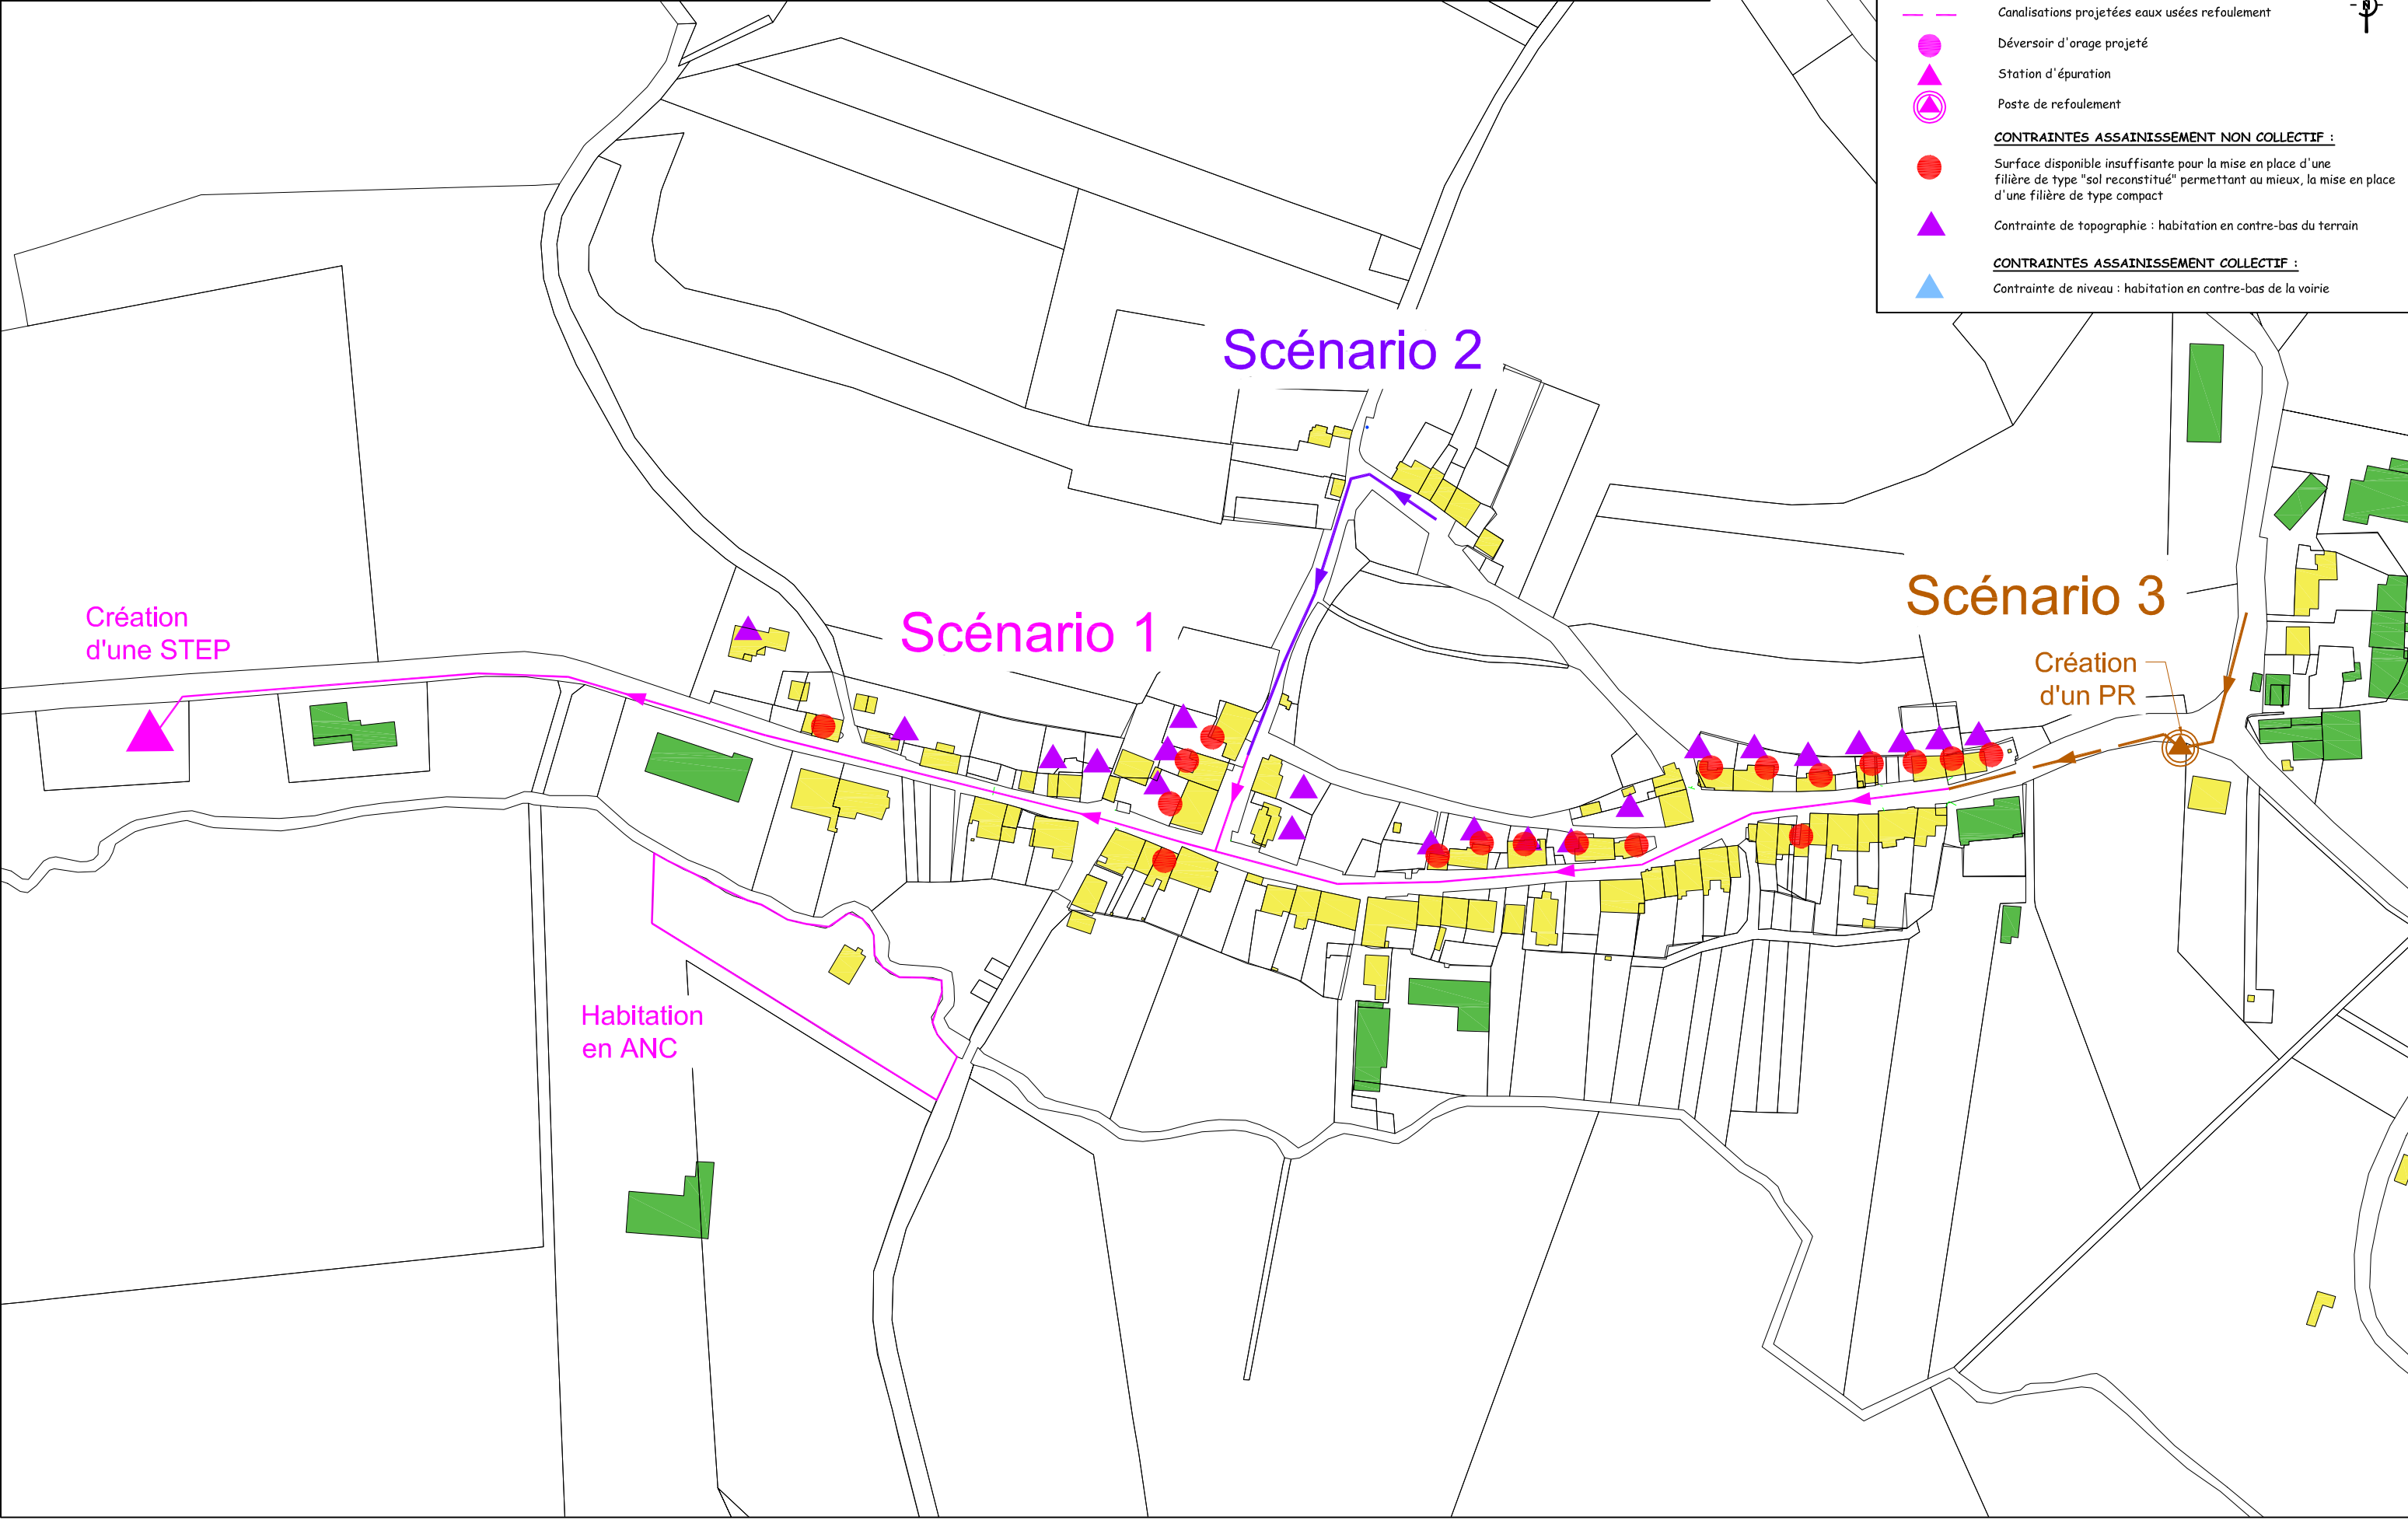 Canalisations projetées eaux usées refoulement
N
Déversoir d'orage projeté
Station d'épuration
Poste de refoulement
CONTRAINTES ASSAINISSEMENT NON COLLECTIF :
Surface disponible insuffisante pour la mise en place d'une
filière de type "sol reconstitué" permettant au mieux, la mise en place
d'une filière de type compact
Contrainte de topographie : habitation en contre-bas du terrain
CONTRAINTES ASSAINISSEMENT COLLECTIF :
Contrainte de niveau : habitation en contre-bas de la voirie
Scénario 2
Scénario 3
Scénario 1
Création
d'une STEP
Création
d'un PR
Habitation
en ANC